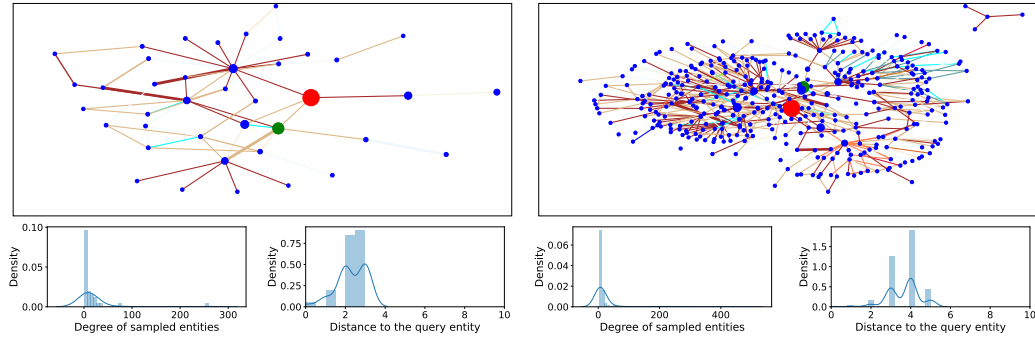 0.10
0.05
0.00
Density
0 100 200 300
Degree of sampled entities
0.75
0.50
0.25
0.00
Density
0 2 4 6 8 10
Distance to the query entity
0.06
0.04
0.02
0.00
Density
0 200 400
Degree of sampled entities
1.5
1.0
0.5
0.0
Density
0 2 4 6 8 10
Distance to the query entity